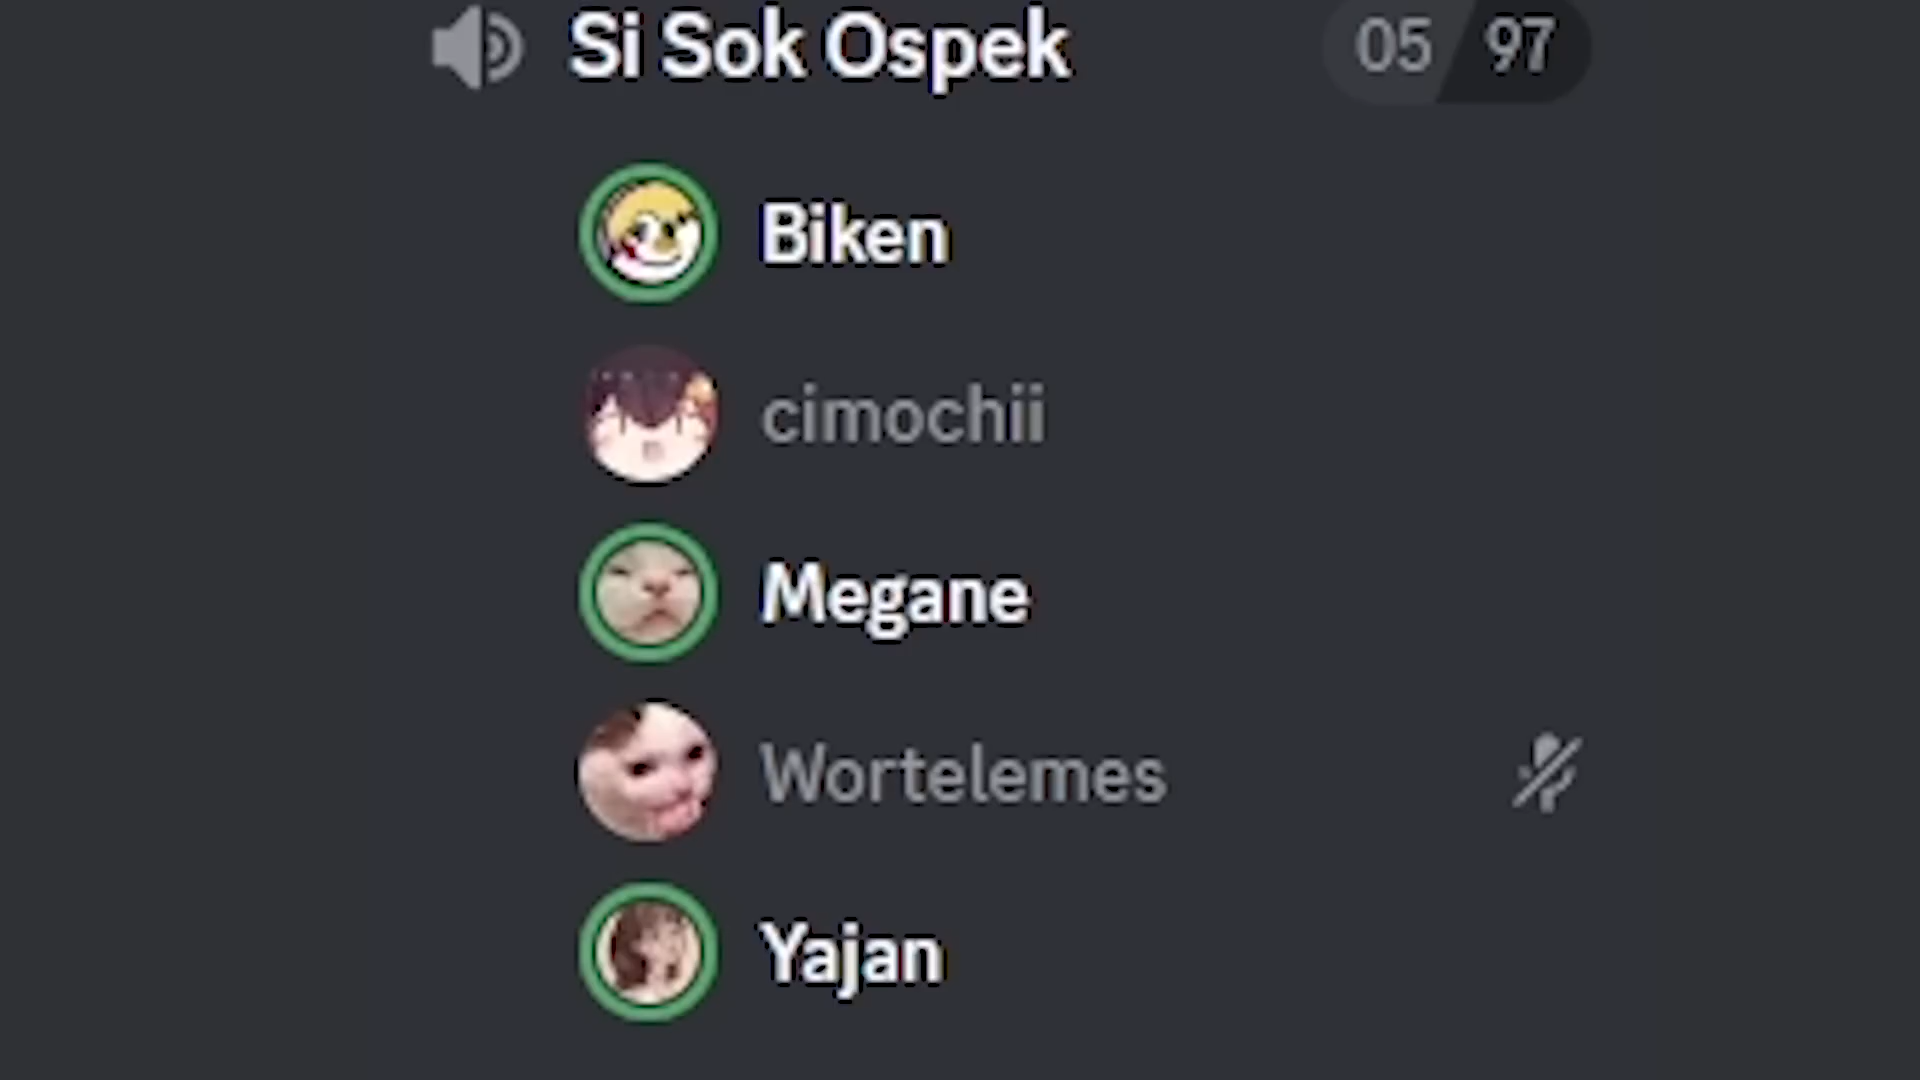 Si Sok Ospek 05 97
Biken
cimochii
Megane
Wortelemes
Yajan